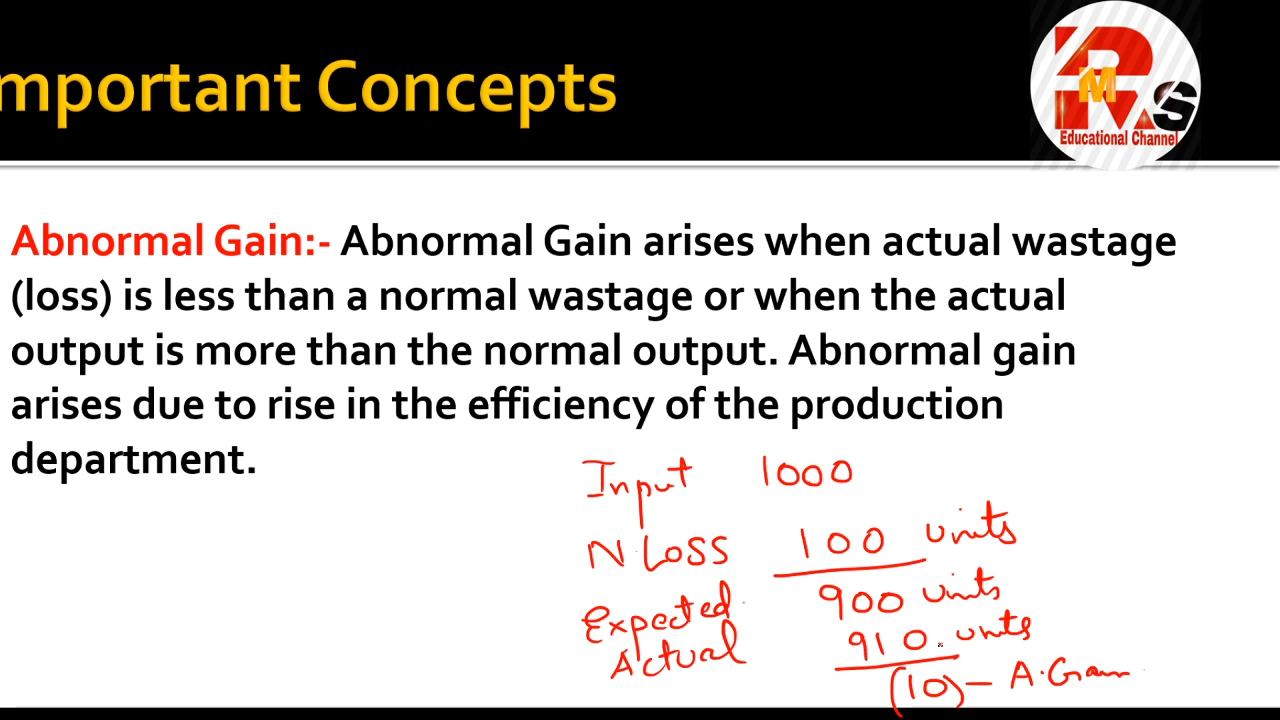 mportant Concepts
RMS
Educational Channel
Abnormal Gain:- Abnormal Gain arises when actual wastage
(loss) is less than a normal wastage or when the actual
output is more than the normal output. Abnormal gain
arises due to rise in the efficiency of the production
department.
Input 1000
N Loss 100 units
Expected 900 units
Actual 910 units
(10) - A.Gain